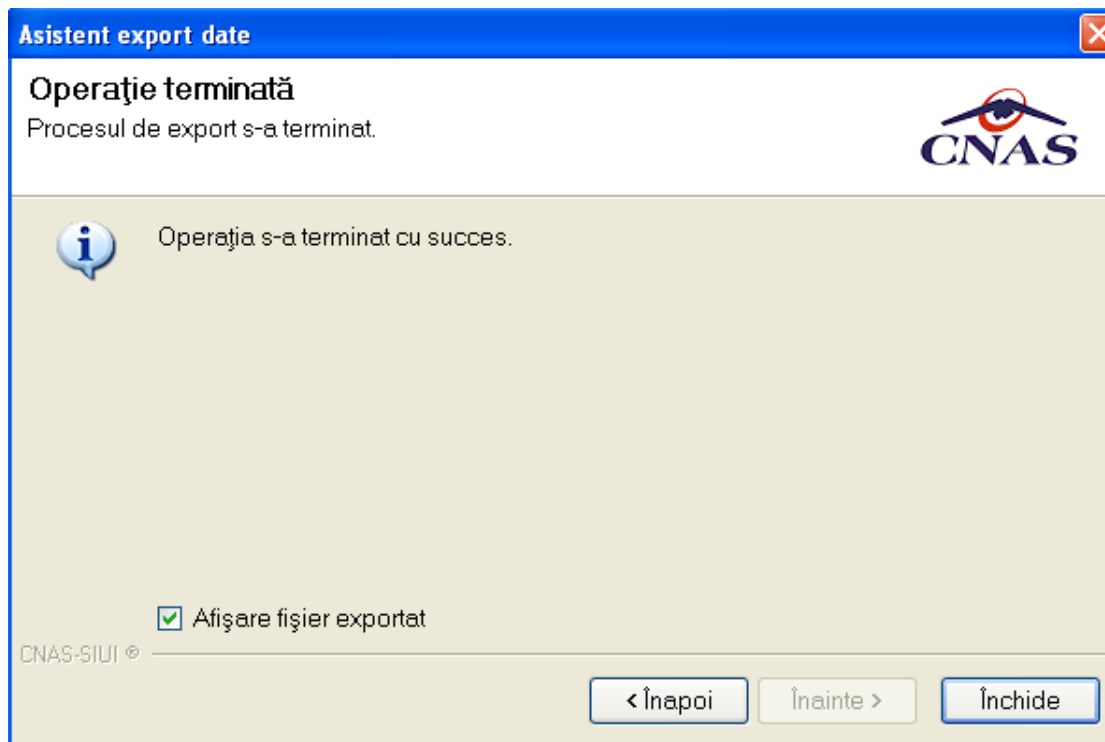 Asistent export date
Operaţie terminată
Procesul de export s-a terminat.
CNAS
Operaţia s-a terminat cu succes.
Afişare fişier exportat
CNAS-SIUI ®
< Înapoi
Înainte >
Închide